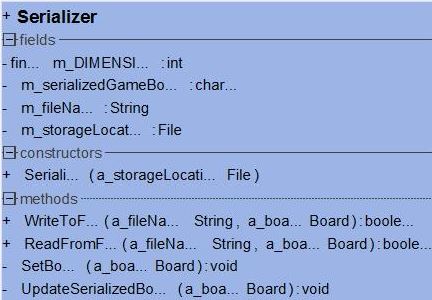 + Serializer
fields
- fin... m_DIMENSI... :int
- m_serializedGameBo... :char...
- m_fileNa... :String
- m_storageLocat... :File
constructors
+ Seriali... (a_storageLocati... File)
methods
+ WriteToF... (a_fileNa... String, a_boa... Board):boole...
+ ReadFromF... (a_fileNa... String, a_boa... Board):boole...
- SetBo... (a_boa... Board):void
- UpdateSerializedBo... (a_boa... Board):void